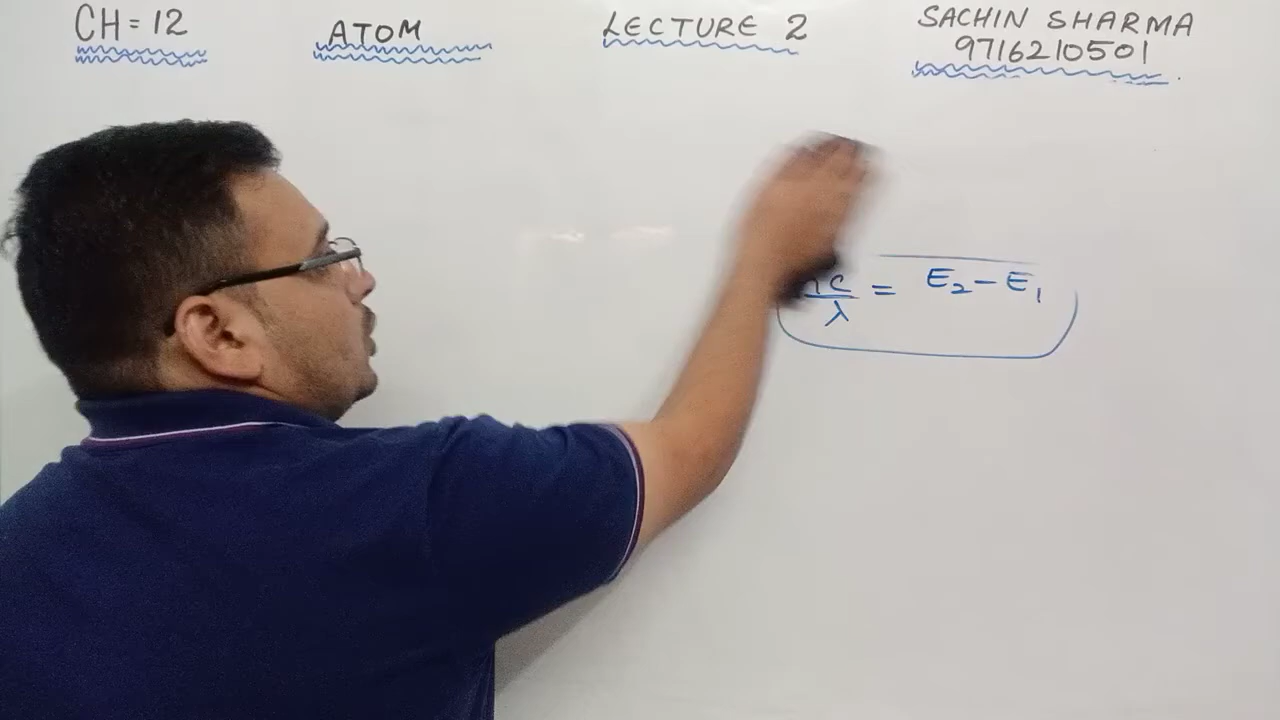 CH = 12
ATOM
LECTURE 2
SACHIN SHARMA
9716210501
C/λ = E₂ - E₁